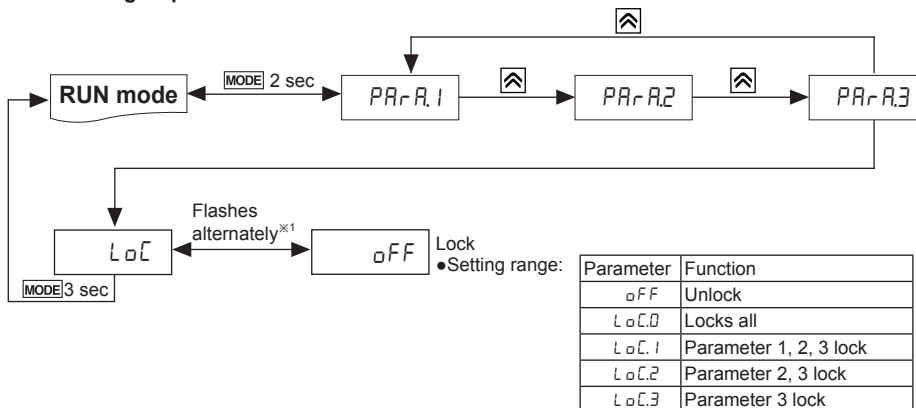 RUN mode
MODE 2 sec
PArA.1
PArA.2
PArA.3
LoC
Flashes
alternately※1
oFF
Lock
●Setting range:
MODE 3 sec
Parameter Function
oFF Unlock
LoC.0 Locks all
LoC.1 Parameter 1, 2, 3 lock
LoC.2 Parameter 2, 3 lock
LoC.3 Parameter 3 lock